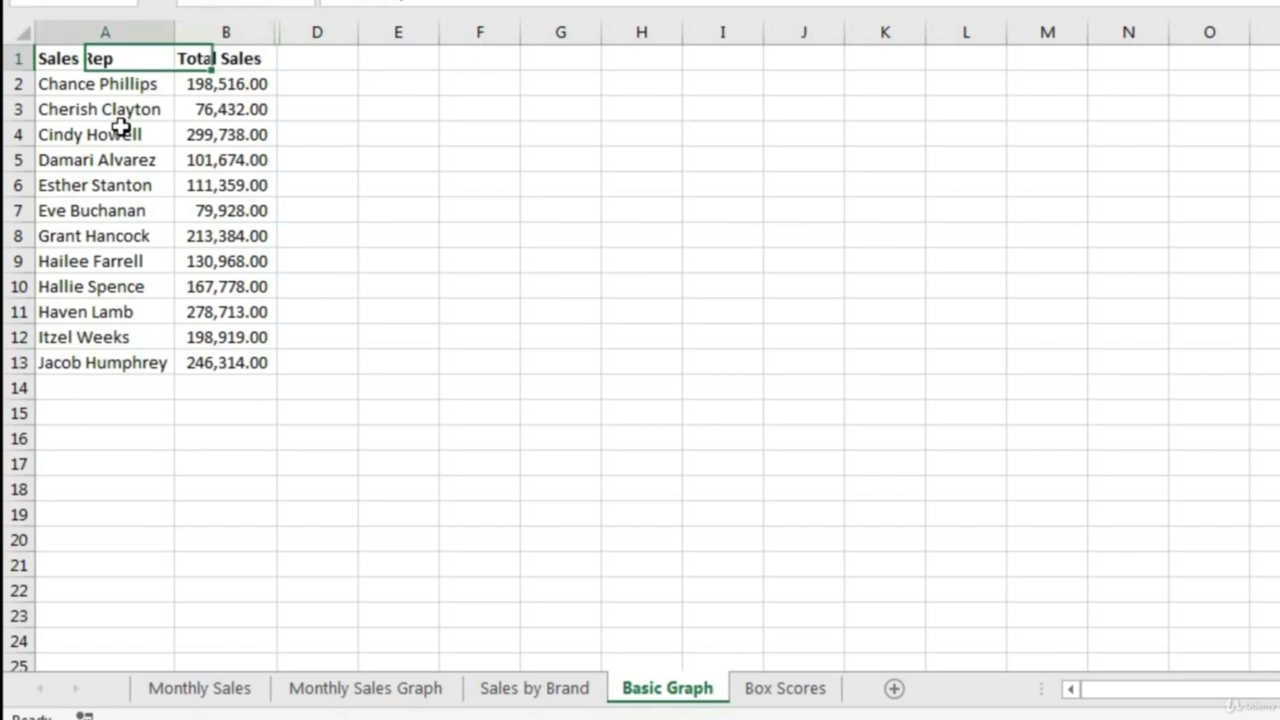 A B D E F G H I J K L M N O
1 Sales Rep Total Sales
2 Chance Phillips 198,516.00
3 Cherish Clayton 76,432.00
4 Cindy Howell 299,738.00
5 Damari Alvarez 101,674.00
6 Esther Stanton 111,359.00
7 Eve Buchanan 79,928.00
8 Grant Hancock 213,384.00
9 Hailee Farrell 130,968.00
10 Hallie Spence 167,778.00
11 Haven Lamb 278,713.00
12 Itzel Weeks 198,919.00
13 Jacob Humphrey 246,314.00
14
15
16
17
18
19
20
21
22
23
24
25
Monthly Sales Monthly Sales Graph Sales by Brand Basic Graph Box Scores
Ready
Udemy